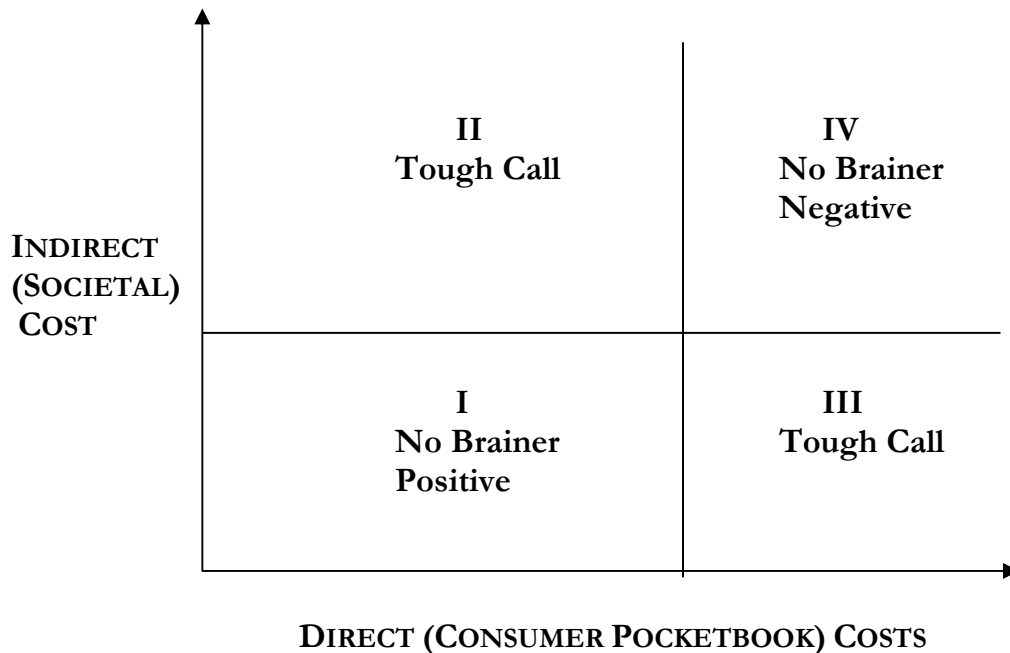 II
Tough Call
IV
No Brainer
Negative
INDIRECT
(SOCIETAL)
COST
I
No Brainer
Positive
III
Tough Call
DIRECT (CONSUMER POCKETBOOK) COSTS